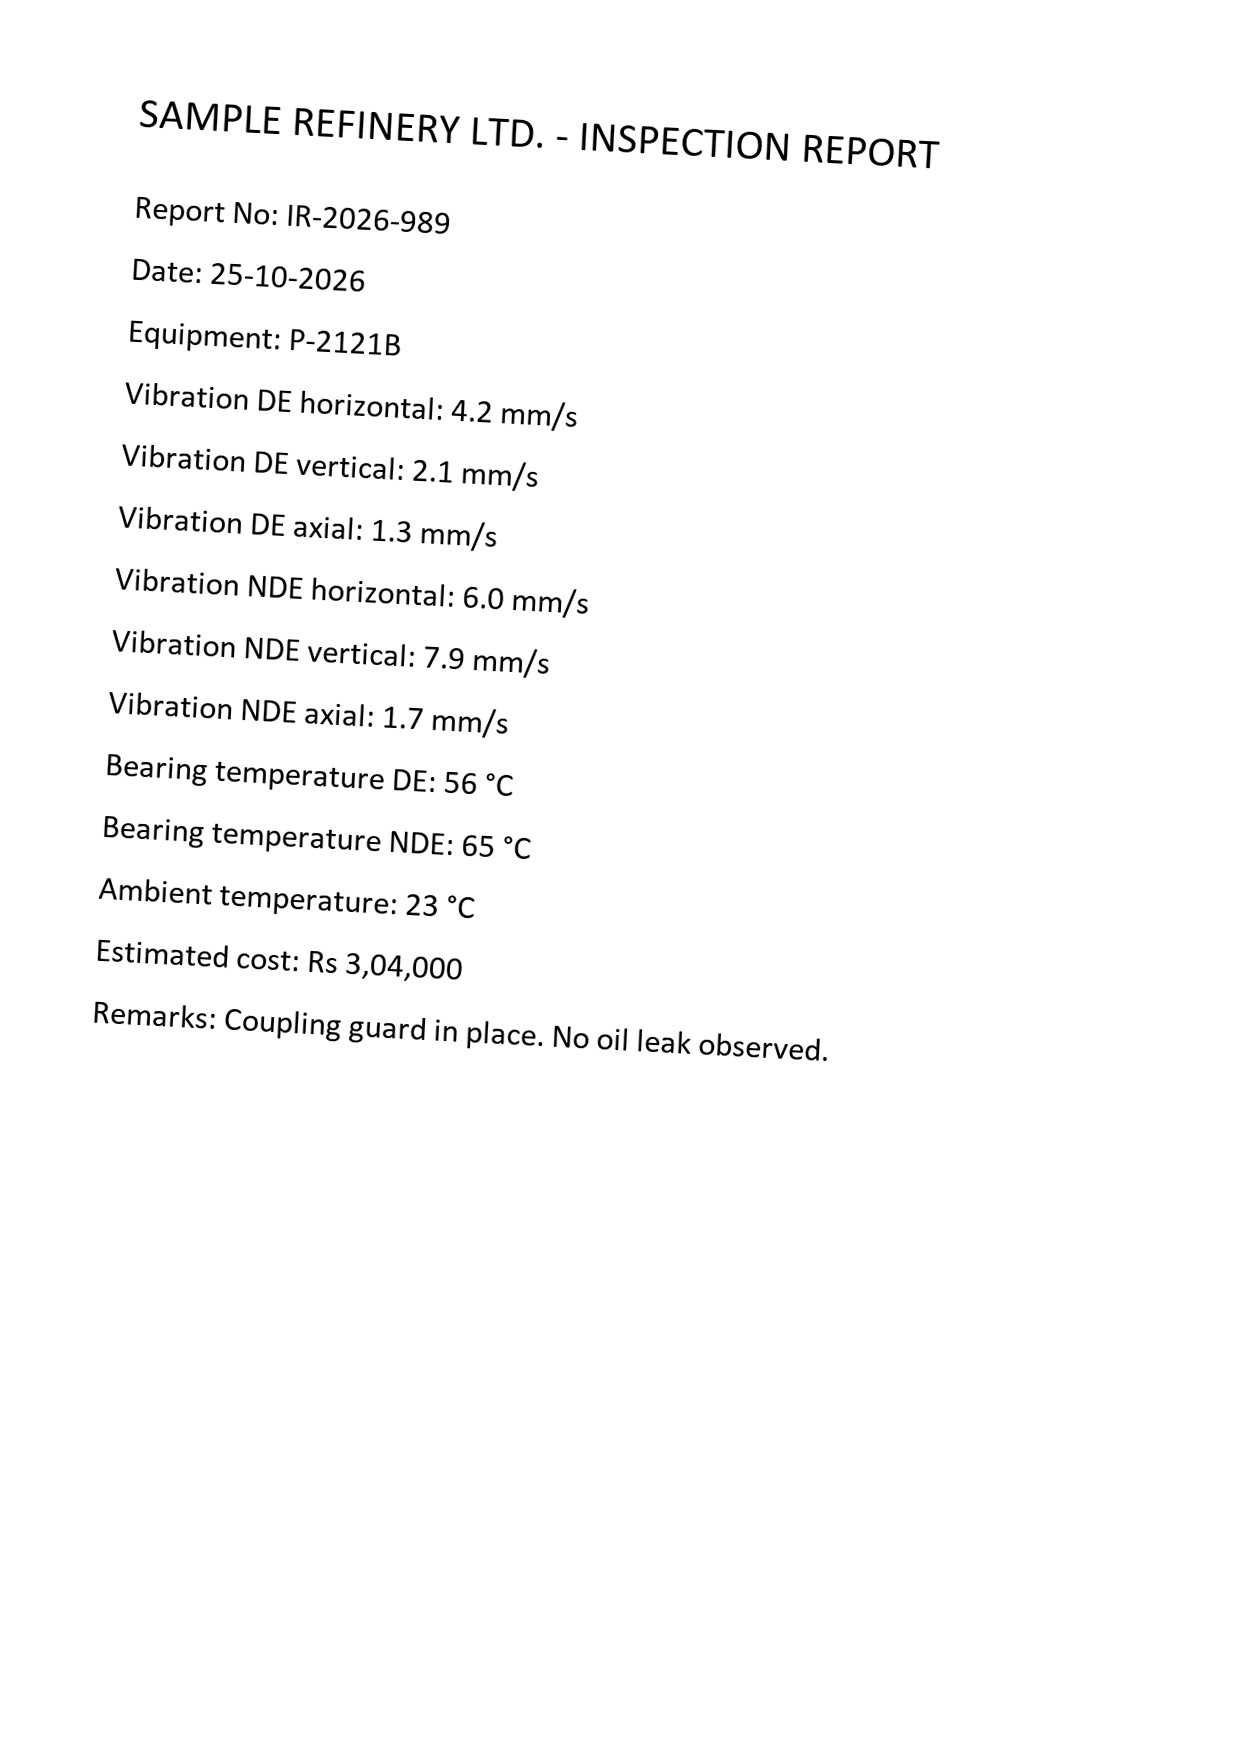 SAMPLE REFINERY LTD. - INSPECTION REPORT
Report No: IR-2026-989
Date: 25-10-2026
Equipment: P-2121B
Vibration DE horizontal: 4.2 mm/s
Vibration DE vertical: 2.1 mm/s
Vibration DE axial: 1.3 mm/s
Vibration NDE horizontal: 6.0 mm/s
Vibration NDE vertical: 7.9 mm/s
Vibration NDE axial: 1.7 mm/s
Bearing temperature DE: 56 °C
Bearing temperature NDE: 65 °C
Ambient temperature: 23 °C
Estimated cost: Rs 3,04,000
Remarks: Coupling guard in place. No oil leak observed.